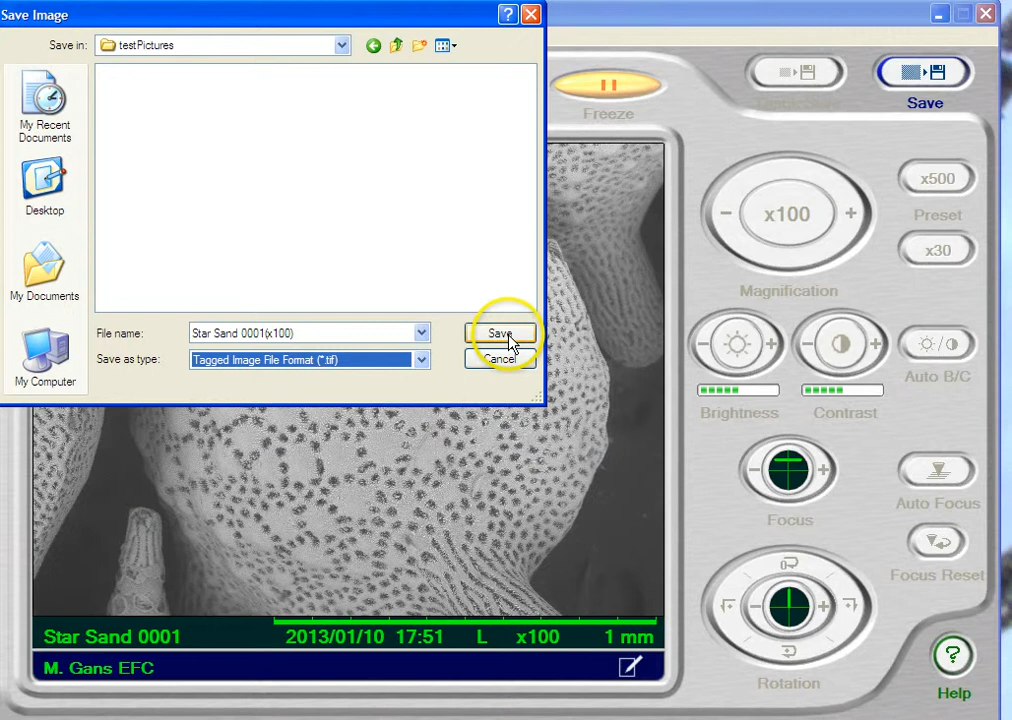 Save Image
Save in: testPictures
My Recent
Documents
Desktop
My Documents
My Computer
File name: Star Sand 0001(x100) Save
Save as type: Tagged Image File Format (*.tif) Cancel
Freeze
Save
x100
Magnification
x500
Preset
x30
Brightness
Contrast
Auto B/C
Focus
Auto Focus
Focus Reset
Rotation
Help
Star Sand 0001 2013/01/10 17:51 L x100 1 mm
M. Gans EFC